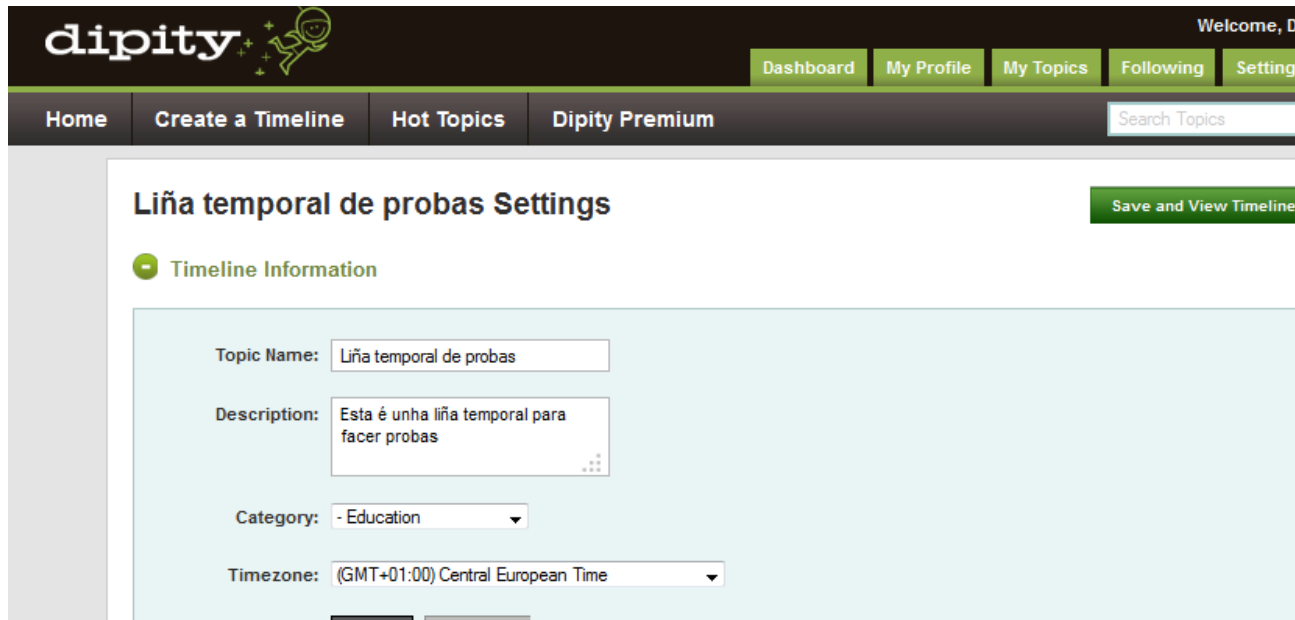 dipity
Welcome, D
Dashboard My Profile My Topics Following Setting
Home Create a Timeline Hot Topics Dipity Premium Search Topics
Liña temporal de probas Settings
Save and View Timeline
Timeline Information
Topic Name: Liña temporal de probas
Description: Esta é unha liña temporal para
facer probas
Category: - Education
Timezone: (GMT+01:00) Central European Time